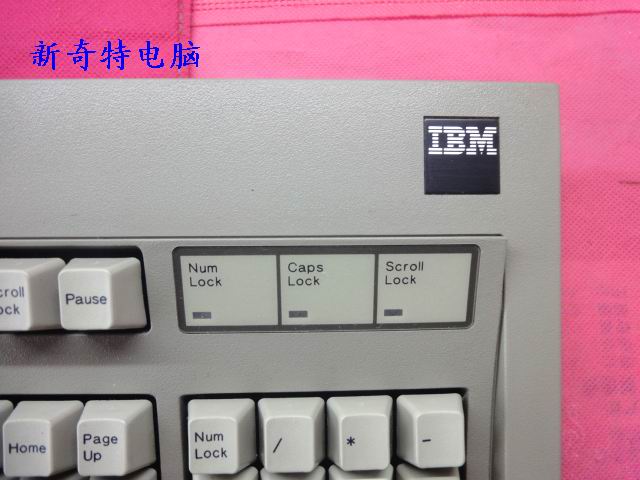 新奇特电脑
IBM
Num Lock
Caps Lock
Scroll Lock
Pause
Home
Page Up
Num Lock
/
*
-